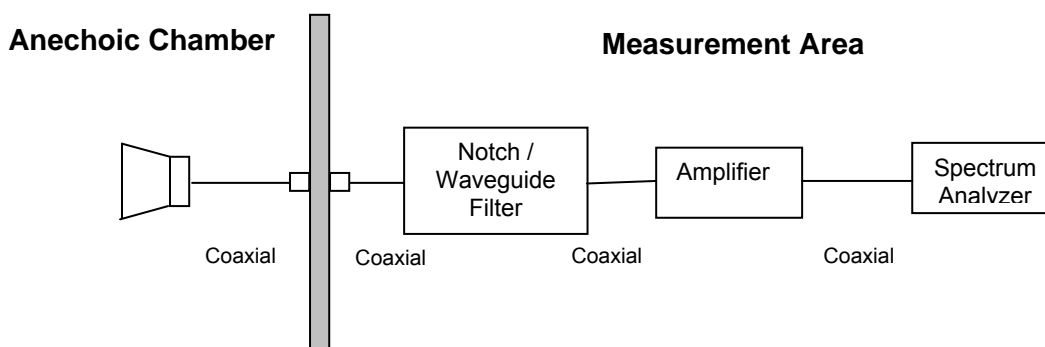 Anechoic Chamber
Measurement Area
Notch /
Waveguide
Filter
Amplifier
Spectrum
Analyzer
Coaxial
Coaxial
Coaxial
Coaxial